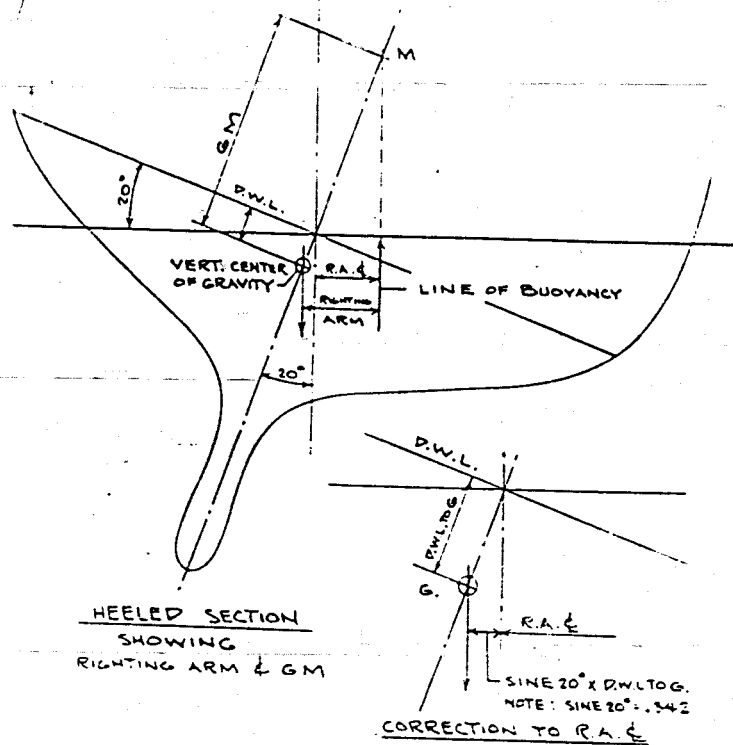 M
GM
20°
D.W.L.
VERT. CENTER
OF GRAVITY
R.A.℄
RIGHTING
ARM
LINE OF BUOYANCY
20°
D.W.L.
D.W.L TO G
G.
R.A.℄
SINE 20° x D.W.L TO G.
NOTE: SINE 20° = .342
CORRECTION TO R.A.℄
HEELED SECTION
SHOWING
RIGHTING ARM & GM